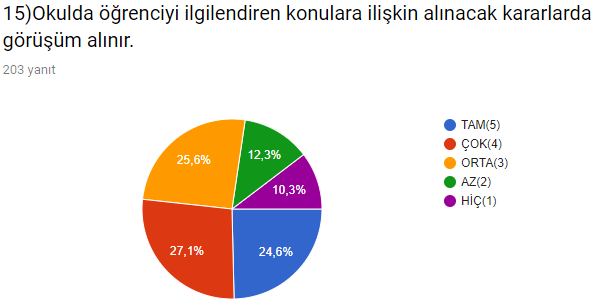 15)Okulda öğrenciyi ilgilendiren konulara ilişkin alınacak kararlarda
görüşüm alınır.
203 yanıt
TAM(5)
ÇOK(4)
ORTA(3)
AZ(2)
HİÇ(1)
25,6%
12,3%
10,3%
27,1%
24,6%